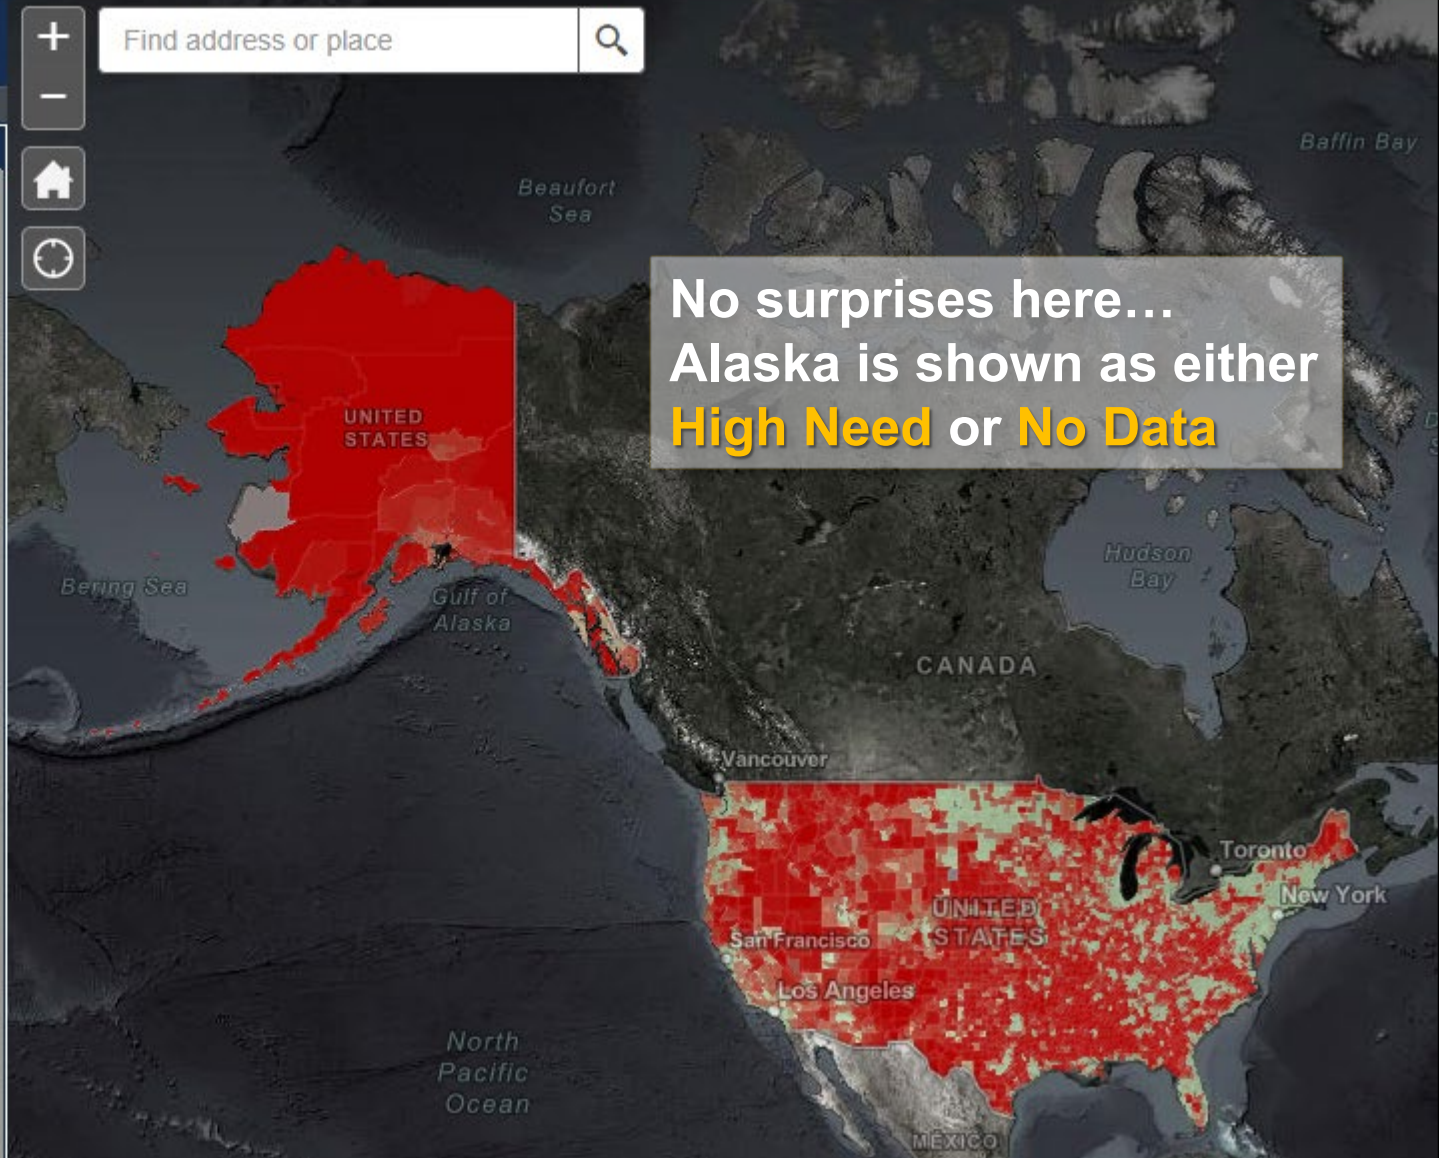 Find address or place
Baffin Bay
Beaufort
Sea
No surprises here…
Alaska is shown as either
High Need or No Data
UNITED
STATES
Hudson
Bay
Bering Sea
Gulf of
Alaska
CANADA
Vancouver
Toronto
New York
UNITED
STATES
San Francisco
Los Angeles
North
Pacific
Ocean
MÉXICO